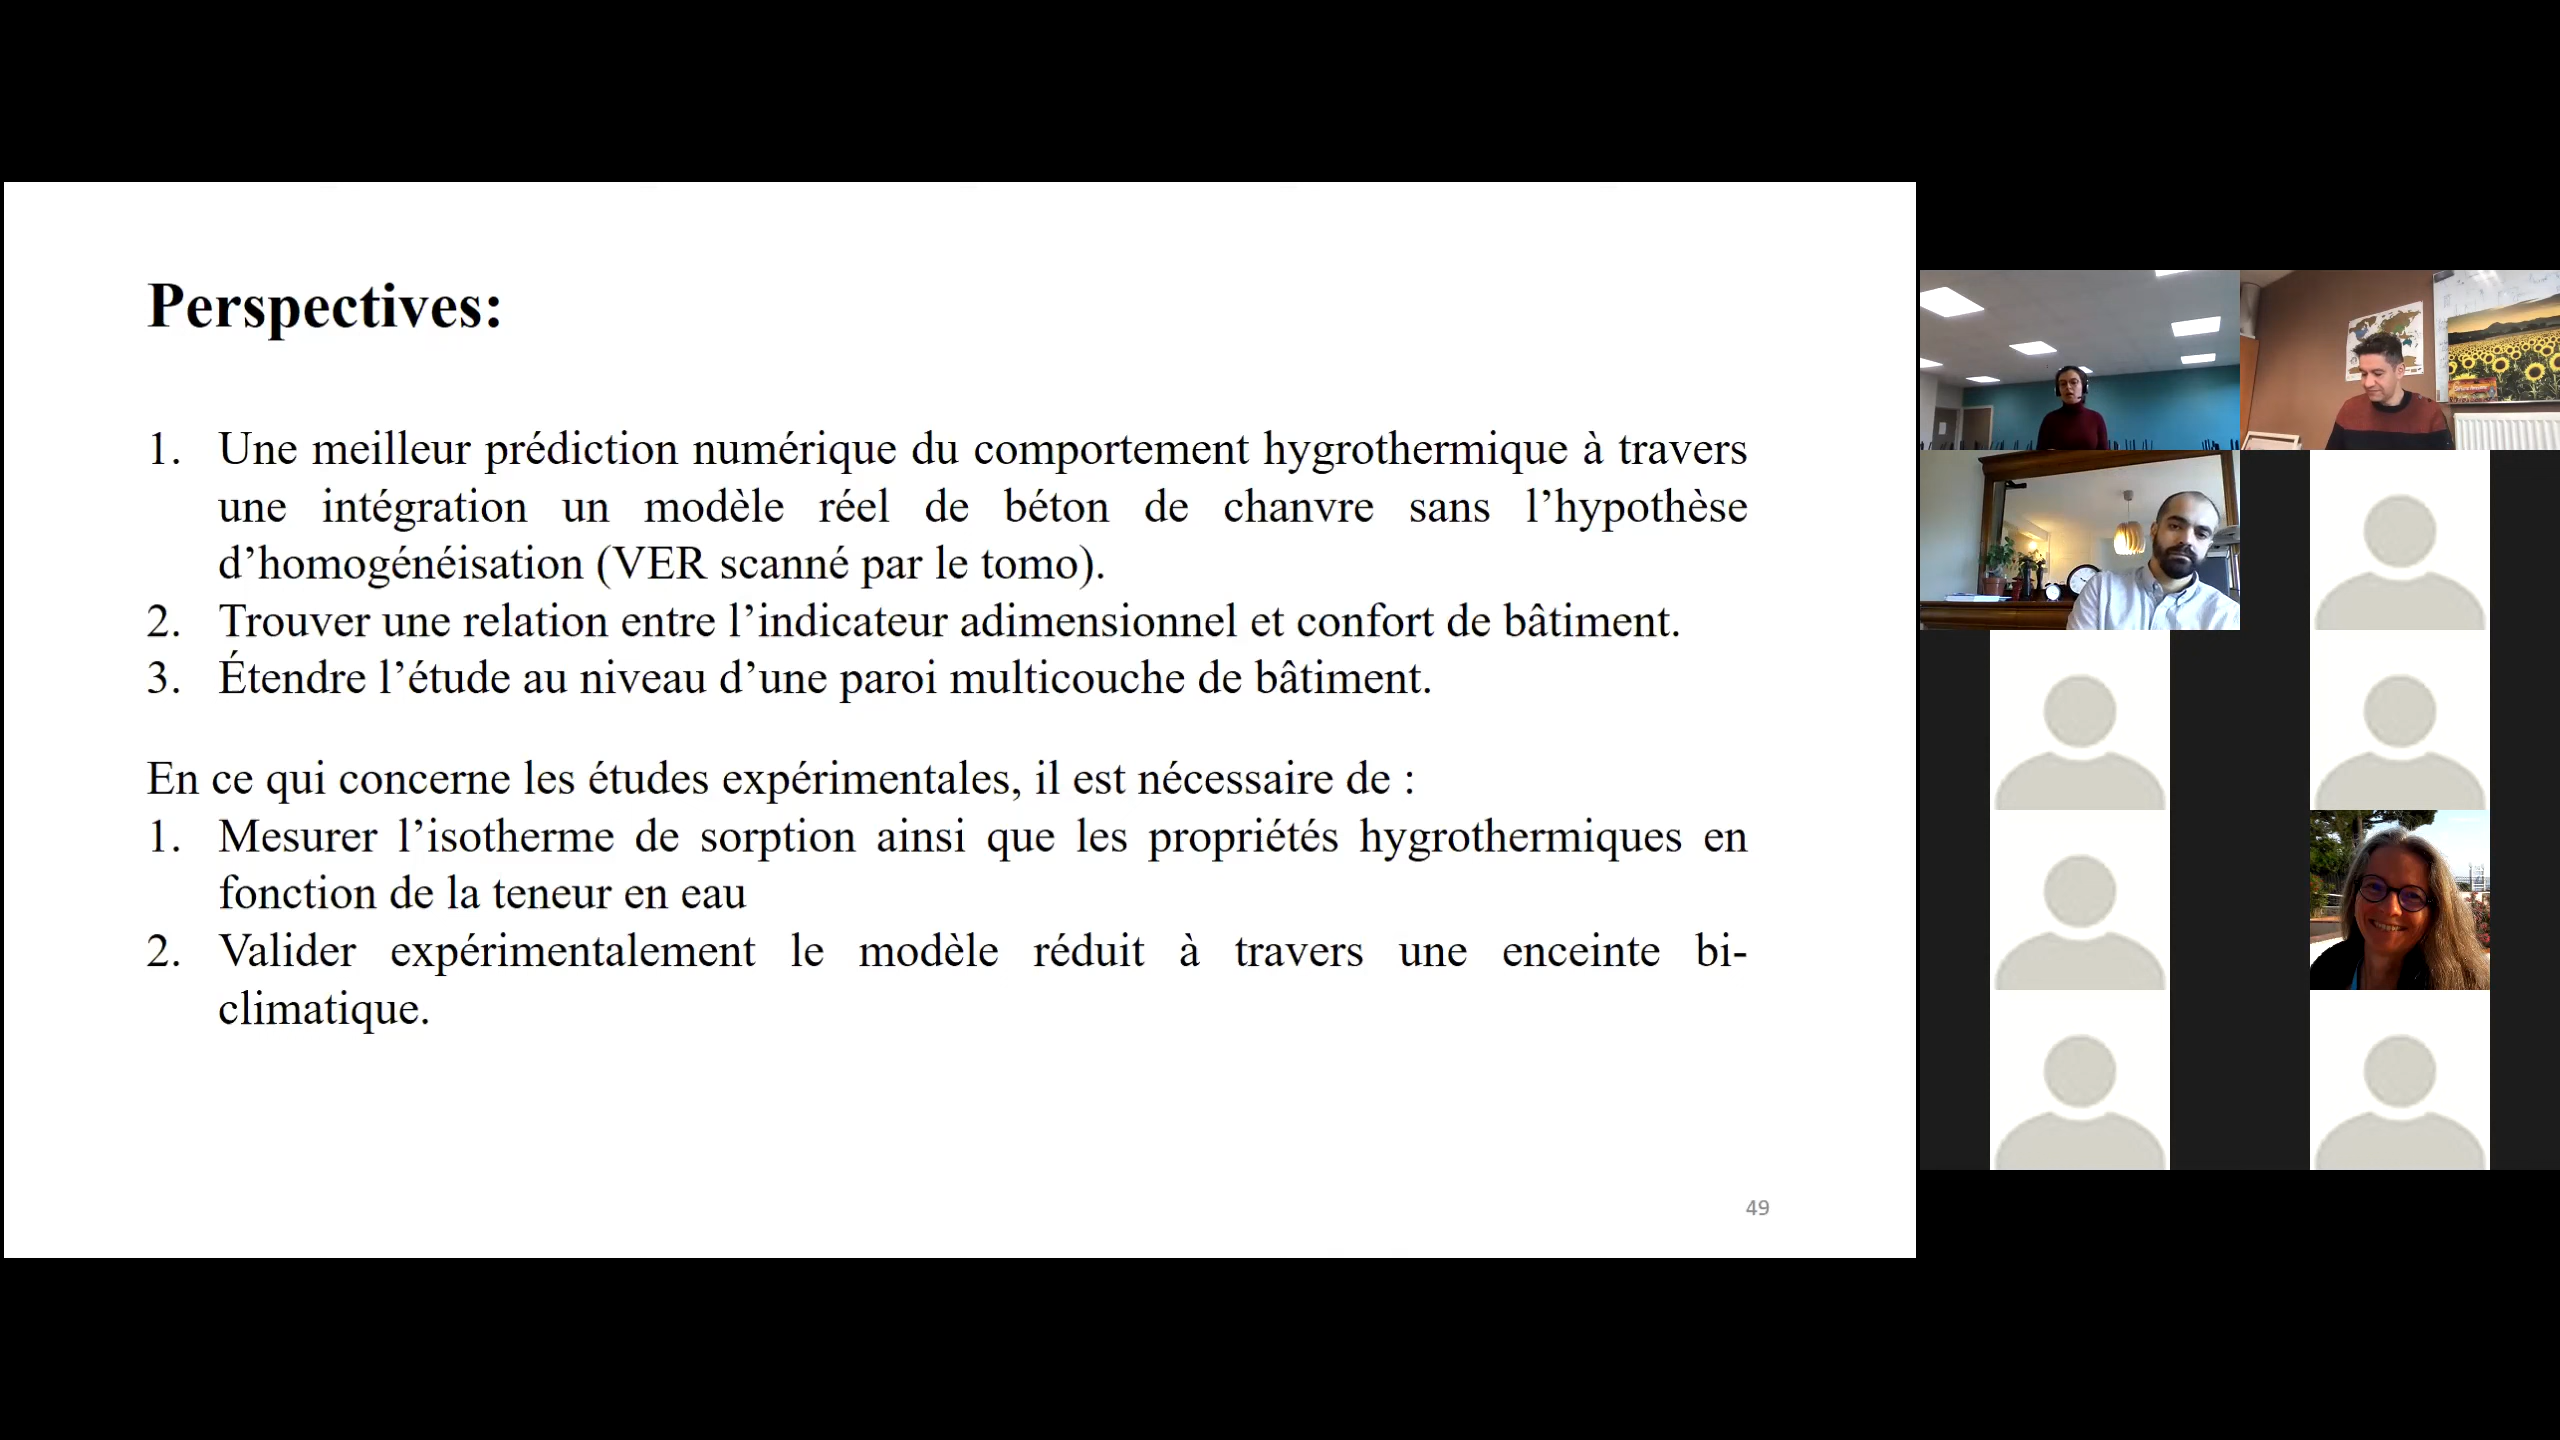 Perspectives:
1. Une meilleur prédiction numérique du comportement hygrothermique à travers
une intégration un modèle réel de béton de chanvre sans l’hypothèse
d’homogénéisation (VER scanné par le tomo).
2. Trouver une relation entre l’indicateur adimensionnel et confort de bâtiment.
3. Étendre l’étude au niveau d’une paroi multicouche de bâtiment.
En ce qui concerne les études expérimentales, il est nécessaire de :
1. Mesurer l’isotherme de sorption ainsi que les propriétés hygrothermiques en
fonction de la teneur en eau
2. Valider expérimentalement le modèle réduit à travers une enceinte bi-
climatique.
49